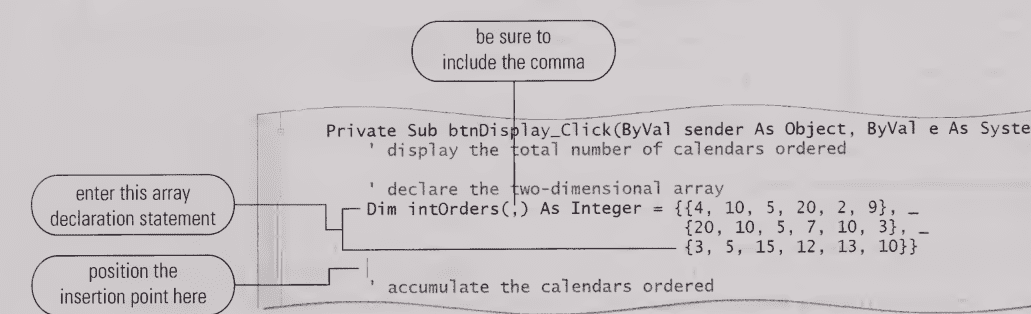 be sure to
include the comma
Private Sub btnDisplay_Click(ByVal sender As Object, ByVal e As Syste
' display the total number of calendars ordered
' declare the two-dimensional array
enter this array
declaration statement
Dim intOrders(,) As Integer = {{4, 10, 5, 20, 2, 9}, _
{20, 10, 5, 7, 10, 3}, _
{3, 5, 15, 12, 13, 10}}
position the
insertion point here
' accumulate the calendars ordered